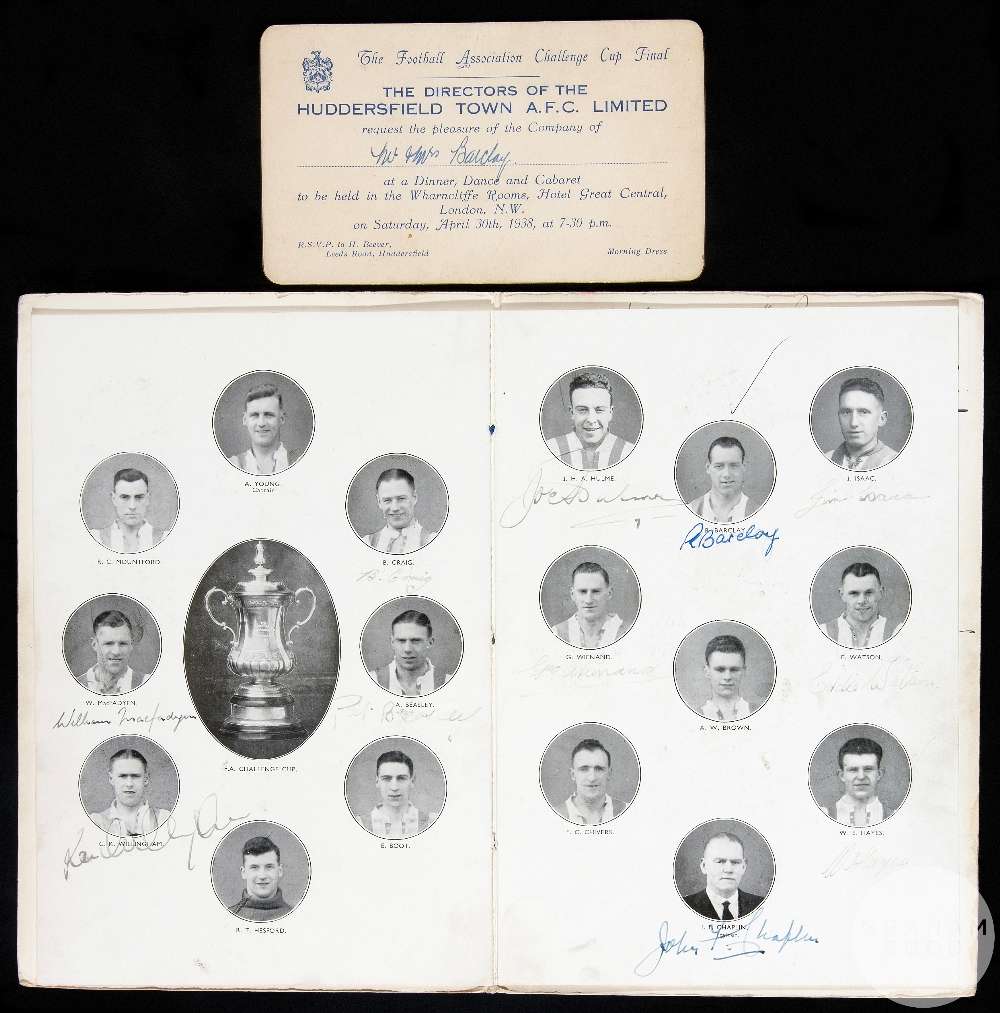 The Football Association Challenge Cup Final
THE DIRECTORS OF THE
HUDDERSFIELD TOWN A.F.C. LIMITED
request the pleasure of the Company of
Mr & Mrs Barclay
at a Dinner, Dance and Cabaret
to be held in the Wharncliffe Rooms, Hotel Great Central,
London, N.W.
on Saturday, April 30th, 1938, at 7-30 p.m.
R.S.V.P. to H. Beever,
Leeds Road, Huddersfield
Morning Dress
A. YOUNG.
Captain
R. C. MOUNTFORD.
B. CRAIG.
B. Craig
W. MacFADYEN.
William MacFadyen
A. BEASLEY.
F.A. CHALLENGE CUP.
C. K. WILLINGHAM.
Ken Willingham
E. BOOT.
R. T. HESFORD.
J. H. A. HULME.
Joe Hulme
R. BARCLAY.
R Barclay
J. ISAAC.
G. WIENAND.
E. WATSON.
A. W. BROWN.
F. C. CHIVERS.
W. E. HAYES.
J. F. CHAPLIN.
John F. Chaplin